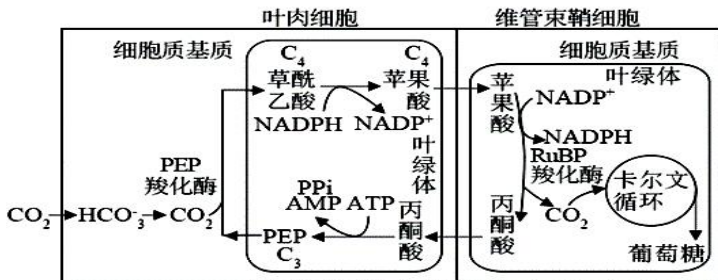 叶肉细胞
维管束鞘细胞
细胞质基质
C₄
草酰
乙酸
C₄
苹果
酸
NADPH
NADP⁺
叶
绿
体
PEP
羧化酶
CO₂
HCO⁻₃
CO₂
PPi
AMP ATP
PEP
C₃
丙
酮
酸
细胞质基质
叶绿体
苹
果
酸
NADP⁺
NADPH
RuBP
羧化酶
CO₂
卡尔文
循环
丙
酮
酸
葡萄糖